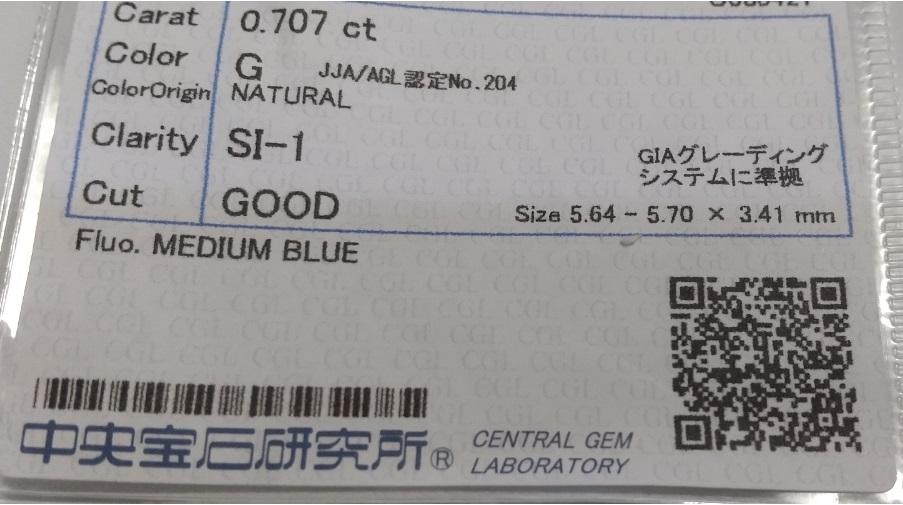 Carat 0.707 ct
Color G JJA/AGL認定No.204
ColorOrigin NATURAL
Clarity SI-1
GIAグレーディング
システムに準拠
Cut GOOD Size 5.64 - 5.70 × 3.41 mm
Fluo. MEDIUM BLUE
中央宝石研究所® CENTRAL GEM
LABORATORY